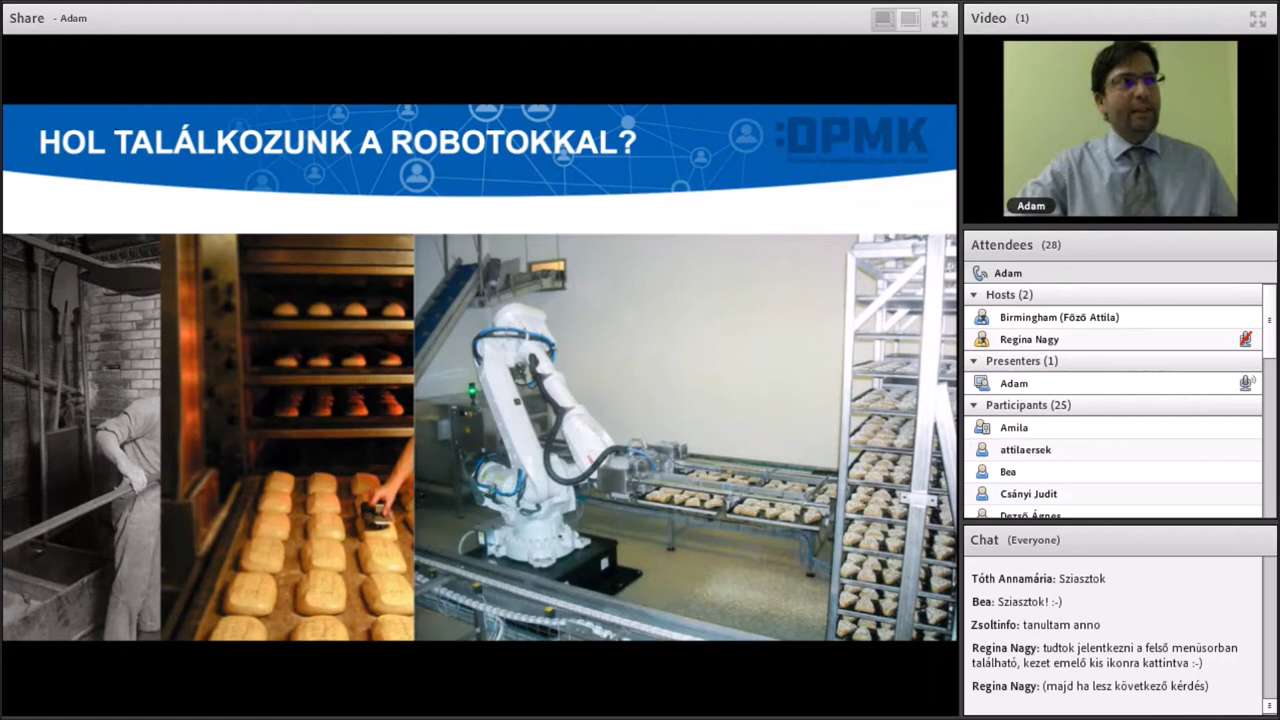 Share - Adam
HOL TALÁLKOZUNK A ROBOTOKKAL?
:DPMK
Video (1)
Adam
Attendees (28)
Adam
Hosts (2)
Birmingham (Főző Attila)
Regina Nagy
Presenters (1)
Adam
Participants (25)
Amila
attilaersek
Bea
Csányi Judit
Dezső Ágnes
Chat (Everyone)
Tóth Annamária: Sziasztok
Bea: Sziasztok! :-)
Zsoltinfo: tanultam anno
Regina Nagy: tudtok jelentkezni a felső menüsorban
található, kezet emelő kis ikonra kattintva :-)
Regina Nagy: (majd ha lesz következő kérdés)